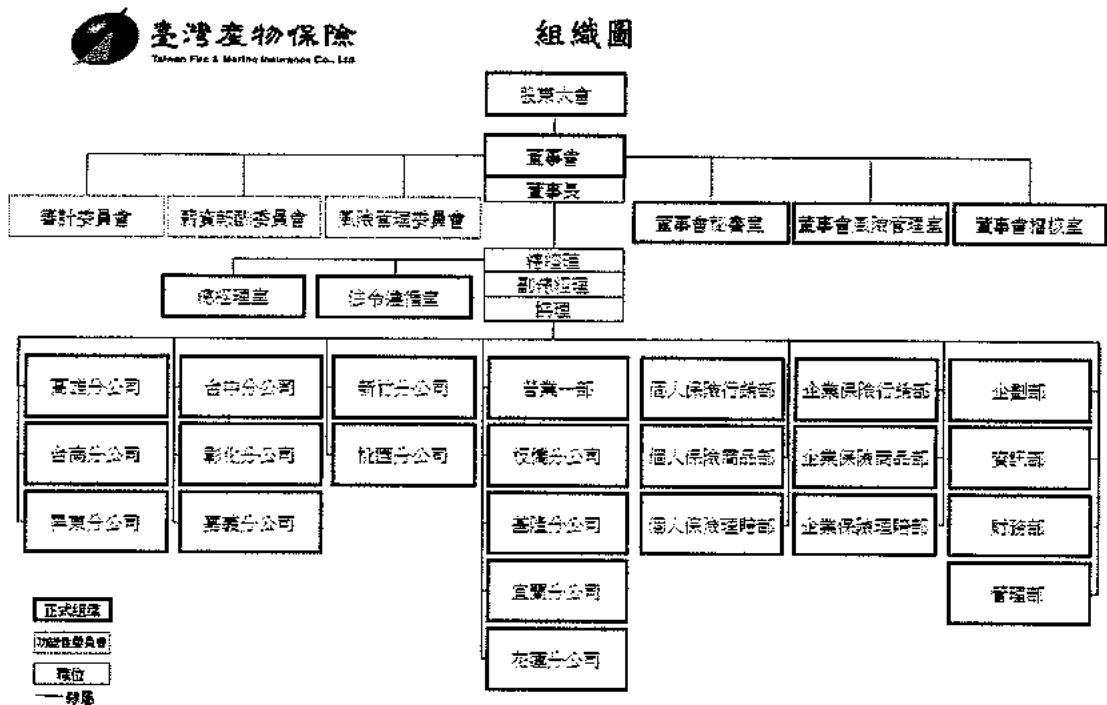 臺灣產物保險
Taiwan Fire & Marine Insurance Co., Ltd.
組織圖
股票大會
董事會
董事長
審計委員會
薪資報酬委員會
風險管理委員會
董事會秘書室
董事會風險管理室
董事會稽核室
總經理
副總經理
協理
總經理室
法令遵循室
高雄分公司
台中分公司
新竹分公司
營業一部
個人保險行銷部
企業保險行銷部
企劃部
台南分公司
彰化分公司
桃園分公司
板橋分公司
個人保險商品部
企業保險商品部
資訊部
屏東分公司
嘉義分公司
基隆分公司
個人保險理賠部
企業保險理賠部
財務部
宜蘭分公司
管理部
花蓮分公司
正式組織
功能性委員會
職位